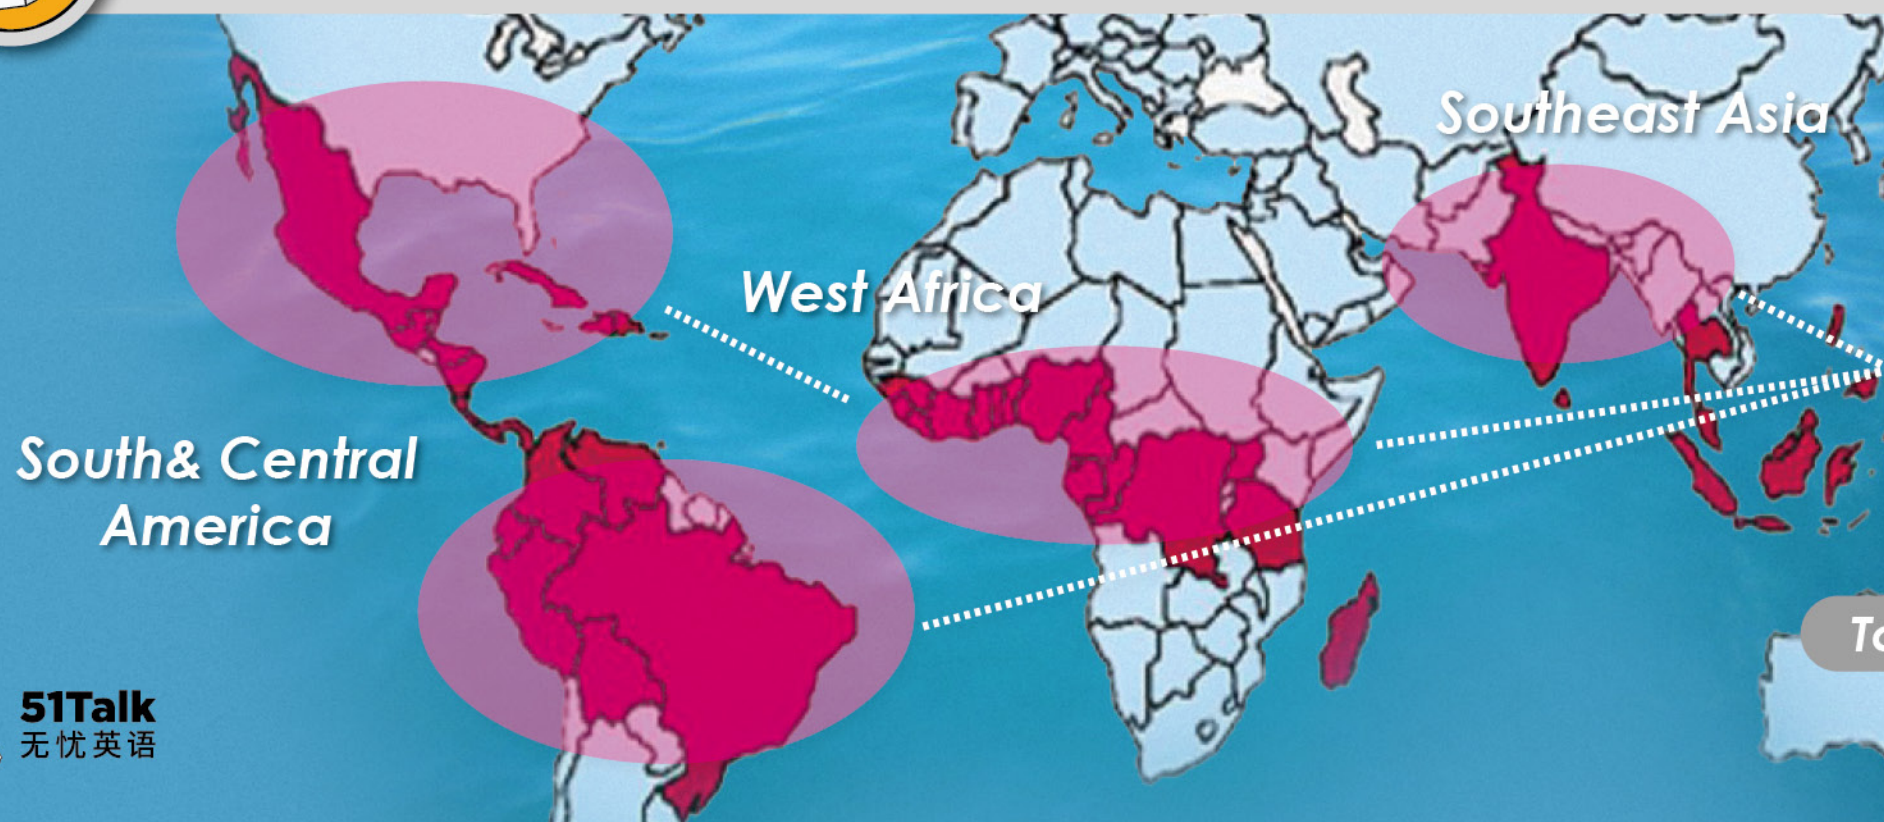 Southeast Asia
West Africa
South& Central
America
51Talk
无忧英语